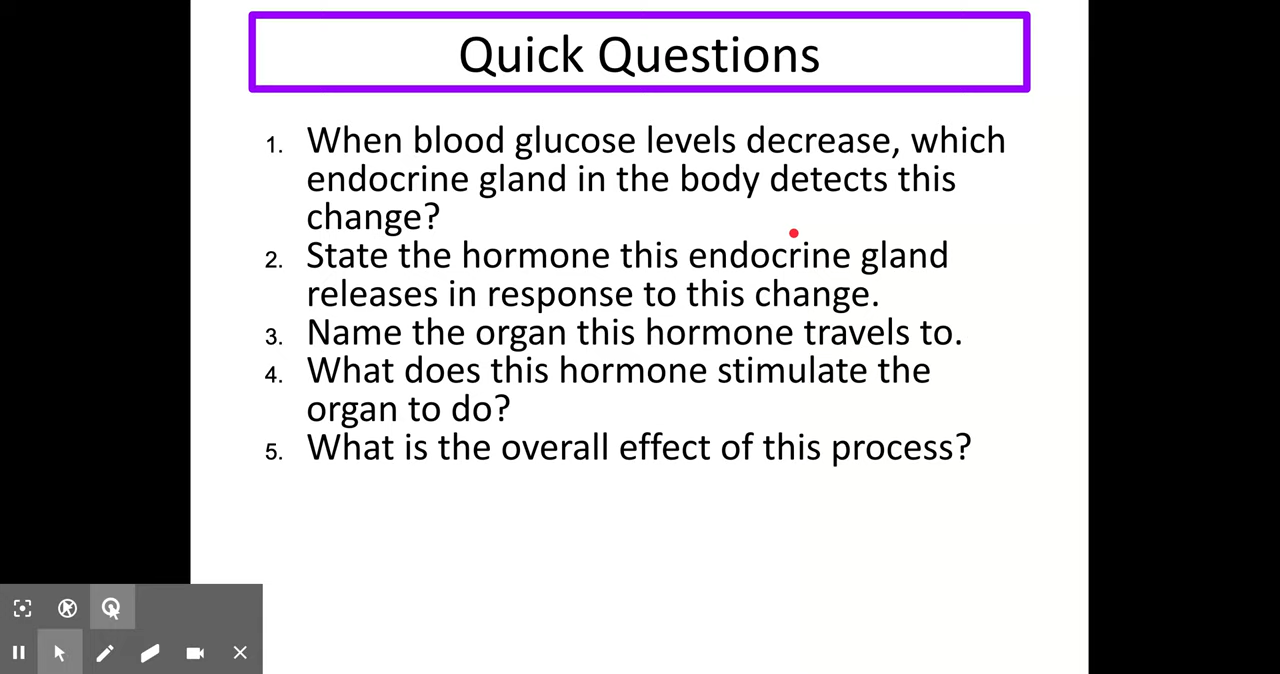 Quick Questions
1. When blood glucose levels decrease, which
endocrine gland in the body detects this
change?
2. State the hormone this endocrine gland
releases in response to this change.
3. Name the organ this hormone travels to.
4. What does this hormone stimulate the
organ to do?
5. What is the overall effect of this process?